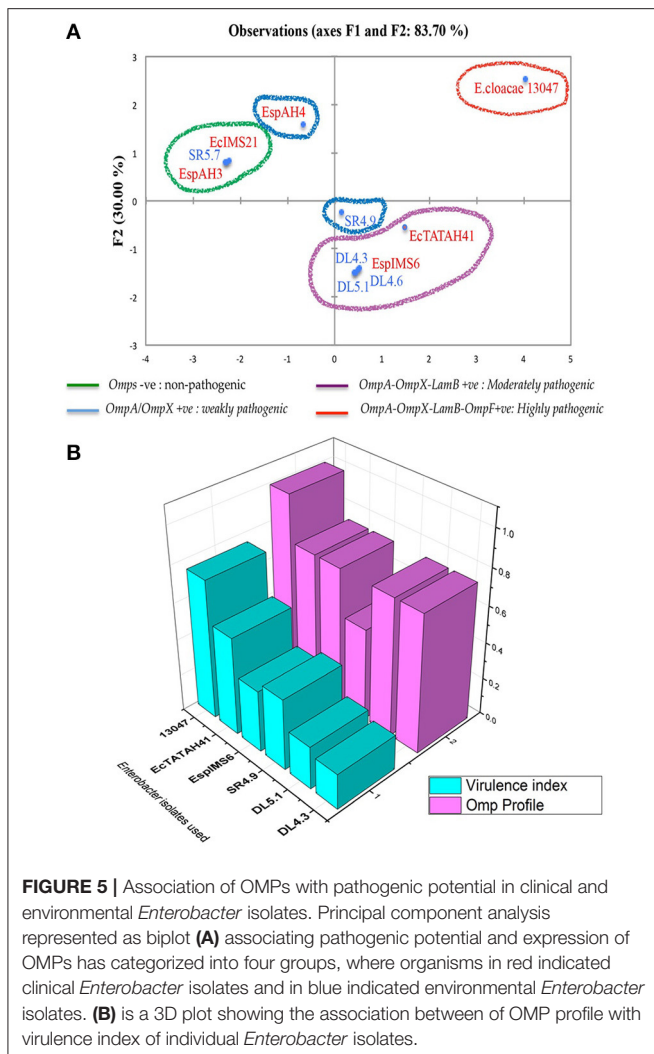 A
Observations (axes F1 and F2: 83.70 %)
3
2
1
0
-1
-2
-3
F2 (30.00 %)
E.cloacae 13047
EspAH4
EcIMS21
SR5.7
EspAH3
SR4.9
EcTATAH41
DL4.3
EspIMS6
DL5.1
DL4.6
-4 -3 -2 -1 0 1 2 3 4 5
Omps -ve : non-pathogenic
OmpA-OmpX-LamB +ve : Moderately pathogenic
OmpA/OmpX +ve : weakly pathogenic
OmpA-OmpX-LamB-OmpF+ve: Highly pathogenic
B
1.0
0.8
0.6
0.4
0.2
0.0
2
1
13047
EcTATAH41
EspIMS6
SR4.9
DL5.1
DL4.3
Enterobacter isolates used
Virulence index
Omp Profile
FIGURE 5 | Association of OMPs with pathogenic potential in clinical and
environmental Enterobacter isolates. Principal component analysis
represented as biplot (A) associating pathogenic potential and expression of
OMPs has categorized into four groups, where organisms in red indicated
clinical Enterobacter isolates and in blue indicated environmental Enterobacter
isolates. (B) is a 3D plot showing the association between of OMP profile with
virulence index of individual Enterobacter isolates.